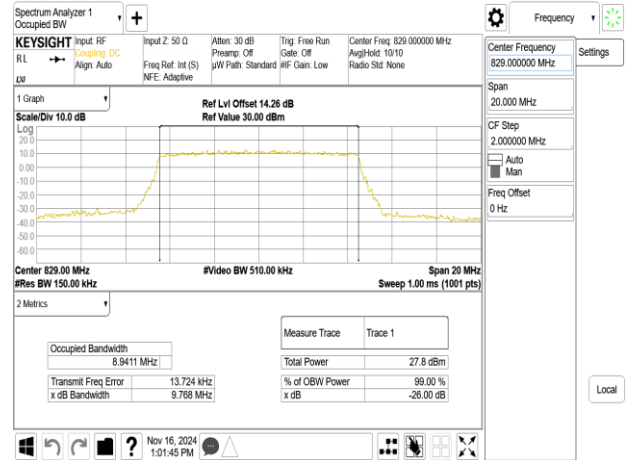 Spectrum Analyzer 1
Occupied BW
Frequency
KEYSIGHT
RL
LXI
Input: RF
Coupling: DC
Align: Auto
Input Z: 50 Ω
Freq Ref: Int (S)
NFE: Adaptive
Atten: 30 dB
Preamp: Off
µW Path: Standard
Trig: Free Run
Gate: Off
#IF Gain: Low
Center Freq: 829.000000 MHz
Avg|Hold: 10/10
Radio Std: None
Center Frequency
829.000000 MHz
Settings
Span
20.000 MHz
CF Step
2.000000 MHz
Auto
Man
Freq Offset
0 Hz
Local
1 Graph
Scale/Div 10.0 dB
Ref Lvl Offset 14.26 dB
Ref Value 30.00 dBm
Log
20.0
10.0
0.00
-10.0
-20.0
-30.0
-40.0
-50.0
-60.0
Center 829.00 MHz
#Video BW 510.00 kHz
Span 20 MHz
#Res BW 150.00 kHz
Sweep 1.00 ms (1001 pts)
2 Metrics
Measure Trace Trace 1
Occupied Bandwidth
8.9411 MHz
Total Power 27.8 dBm
Transmit Freq Error 13.724 kHz
% of OBW Power 99.00 %
x dB Bandwidth 9.768 MHz
x dB -26.00 dB
?
Nov 16, 2024
1:01:45 PM